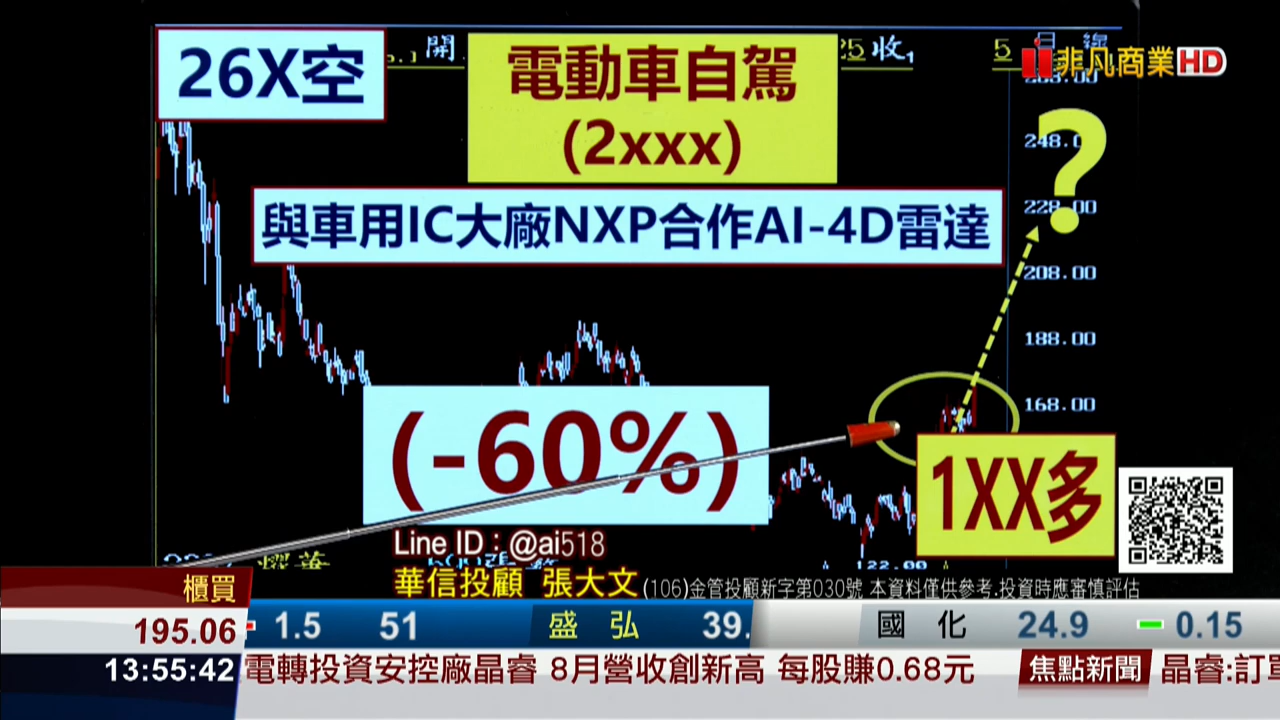 26X空
開
電動車自駕
(2xxx)
25收
5
非凡商業HD
248.0
與車用IC大廠NXP合作AI-4D雷達
228.00
208.00
188.00
168.00
?
(-60%)
1XX多
122.00
Line ID : @ai518
華信投顧 張大文 (106)金管投顧新字第030號 本資料僅供參考.投資時應審慎評估
櫃買
195.06
1.5 51 盛弘 39. 國化 24.9 0.15
13:55:42
電轉投資安控廠晶睿 8月營收創新高 每股賺0.68元 焦點新聞 晶睿:訂單